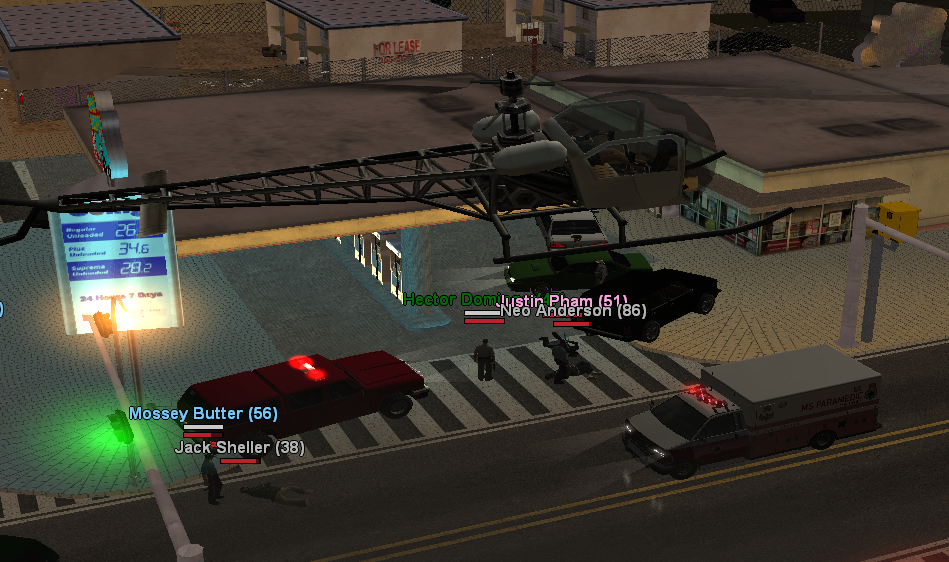 FOR LEASE
Regular
Unleaded
26.
Plus
Unleaded
34.6
Supreme
Unleaded
28.2
24 Hours 7 Days
Hector Dom
Justin Pham (51)
Neo Anderson (86)
MS PARAMEDIC
Mossey Butter (56)
Jack Sheller (38)
)